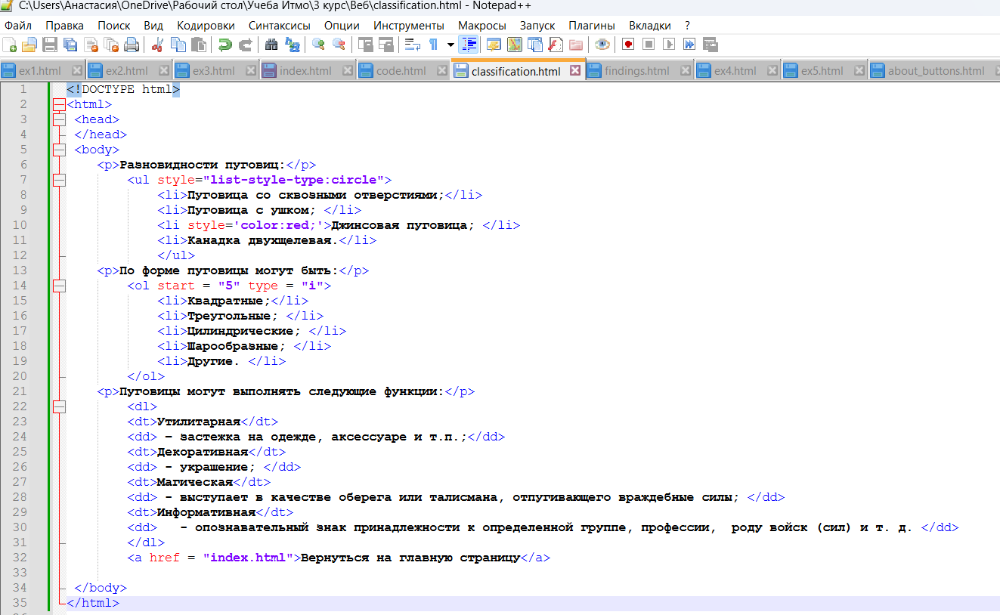 C:\Users\Анастасия\OneDrive\Рабочий стол\Учеба Итмо\3 курс\Веб\classification.html - Notepad++
Файл Правка Поиск Вид Кодировки Синтаксисы Опции Инструменты Макросы Запуск Плагины Вкладки ?
ex1.html ex2.html ex3.html index.html code.html classification.html findings.html ex4.html ex5.html about_buttons.html
1 <!DOCTYPE html>
2 <html>
3 <head>
4 </head>
5 <body>
6 <p>Разновидности пуговиц:</p>
7 <ul style="list-style-type:circle">
8 <li>Пуговица со сквозными отверстиями;</li>
9 <li>Пуговица с ушком; </li>
10 <li style='color:red;'>Джинсовая пуговица; </li>
11 <li>Канадка двухщелевая.</li>
12 </ul>
13 <p>По форме пуговицы могут быть:</p>
14 <ol start = "5" type = "i">
15 <li>Квадратные;</li>
16 <li>Треугольные; </li>
17 <li>Цилиндрические; </li>
18 <li>Шарообразные; </li>
19 <li>Другие. </li>
20 </ol>
21 <p>Пуговицы могут выполнять следующие функции:</p>
22 <dl>
23 <dt>Утилитарная</dt>
24 <dd> – застежка на одежде, аксессуаре и т.п.;</dd>
25 <dt>Декоративная</dt>
26 <dd> – украшение; </dd>
27 <dt>Магическая</dt>
28 <dd> – выступает в качестве оберега или талисмана, отпугивающего враждебные силы; </dd>
29 <dt>Информативная</dt>
30 <dd> - опознавательный знак принадлежности к определенной группе, профессии, роду войск (сил) и т. д. </dd>
31 </dl>
32 <a href = "index.html">Вернуться на главную страницу</a>
33
34 </body>
35 </html>